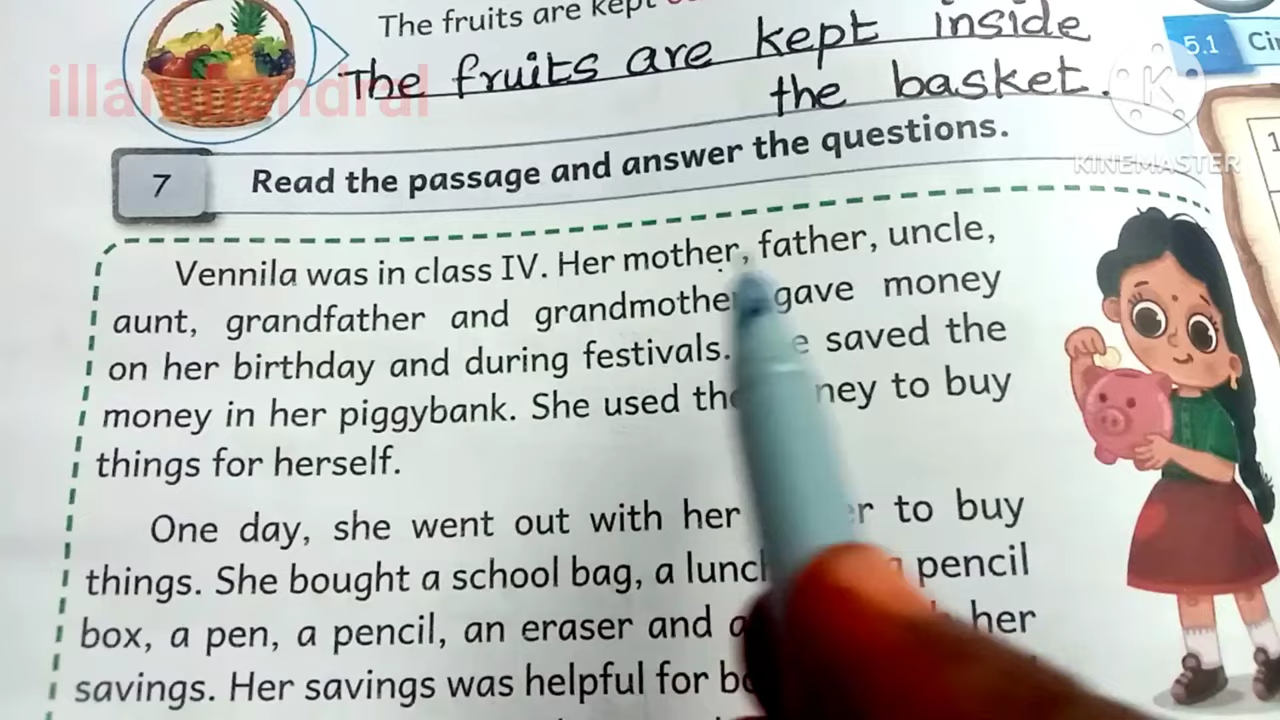 The fruits are kept
The fruits are kept inside
the basket.
5.1
KINEMASTER
7 Read the passage and answer the questions.
Vennila was in class IV. Her mother, father, uncle,
aunt, grandfather and grandmother gave money
on her birthday and during festivals. saved the
money in her piggybank. She used to buy
things for herself.
One day, she went out with her to buy
things. She bought a school bag, a pencil
box, a pen, a pencil, an eraser and her
savings. Her savings was helpful for